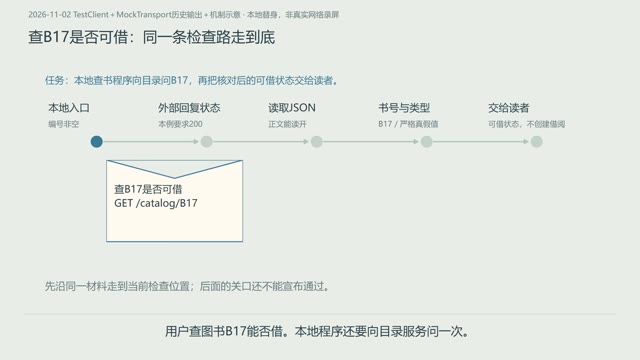 2026-11-02 TestClient＋MockTransport历史输出＋机制示意 · 本地替身，非真实网络录屏
查B17是否可借：同一条检查路走到底
任务：本地查书程序向目录问B17，再把核对后的可借状态交给读者。
本地入口 外部回复状态 读取JSON 书号与类型 交给读者
编号非空 本例要求200 正文能读开 B17 / 严格真假值 可借状态，不创建借阅
查B17是否可借
GET /catalog/B17
先沿同一材料走到当前检查位置；后面的关口还不能宣布通过。
用户查图书B17能否借。本地程序还要向目录服务问一次。